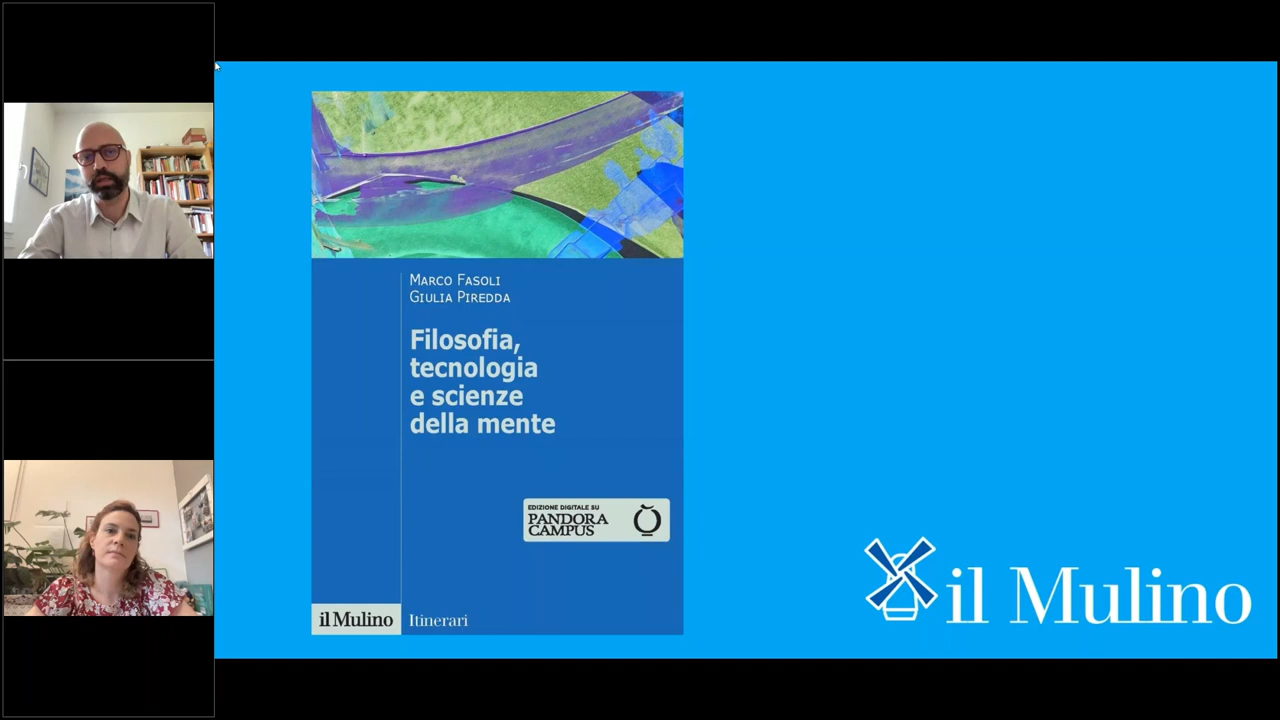 Marco Fasoli
Giulia Piredda
Filosofia,
tecnologia
e scienze
della mente
EDIZIONE DIGITALE SU
PANDORA
CAMPUS
il Mulino
Itinerari
il Mulino